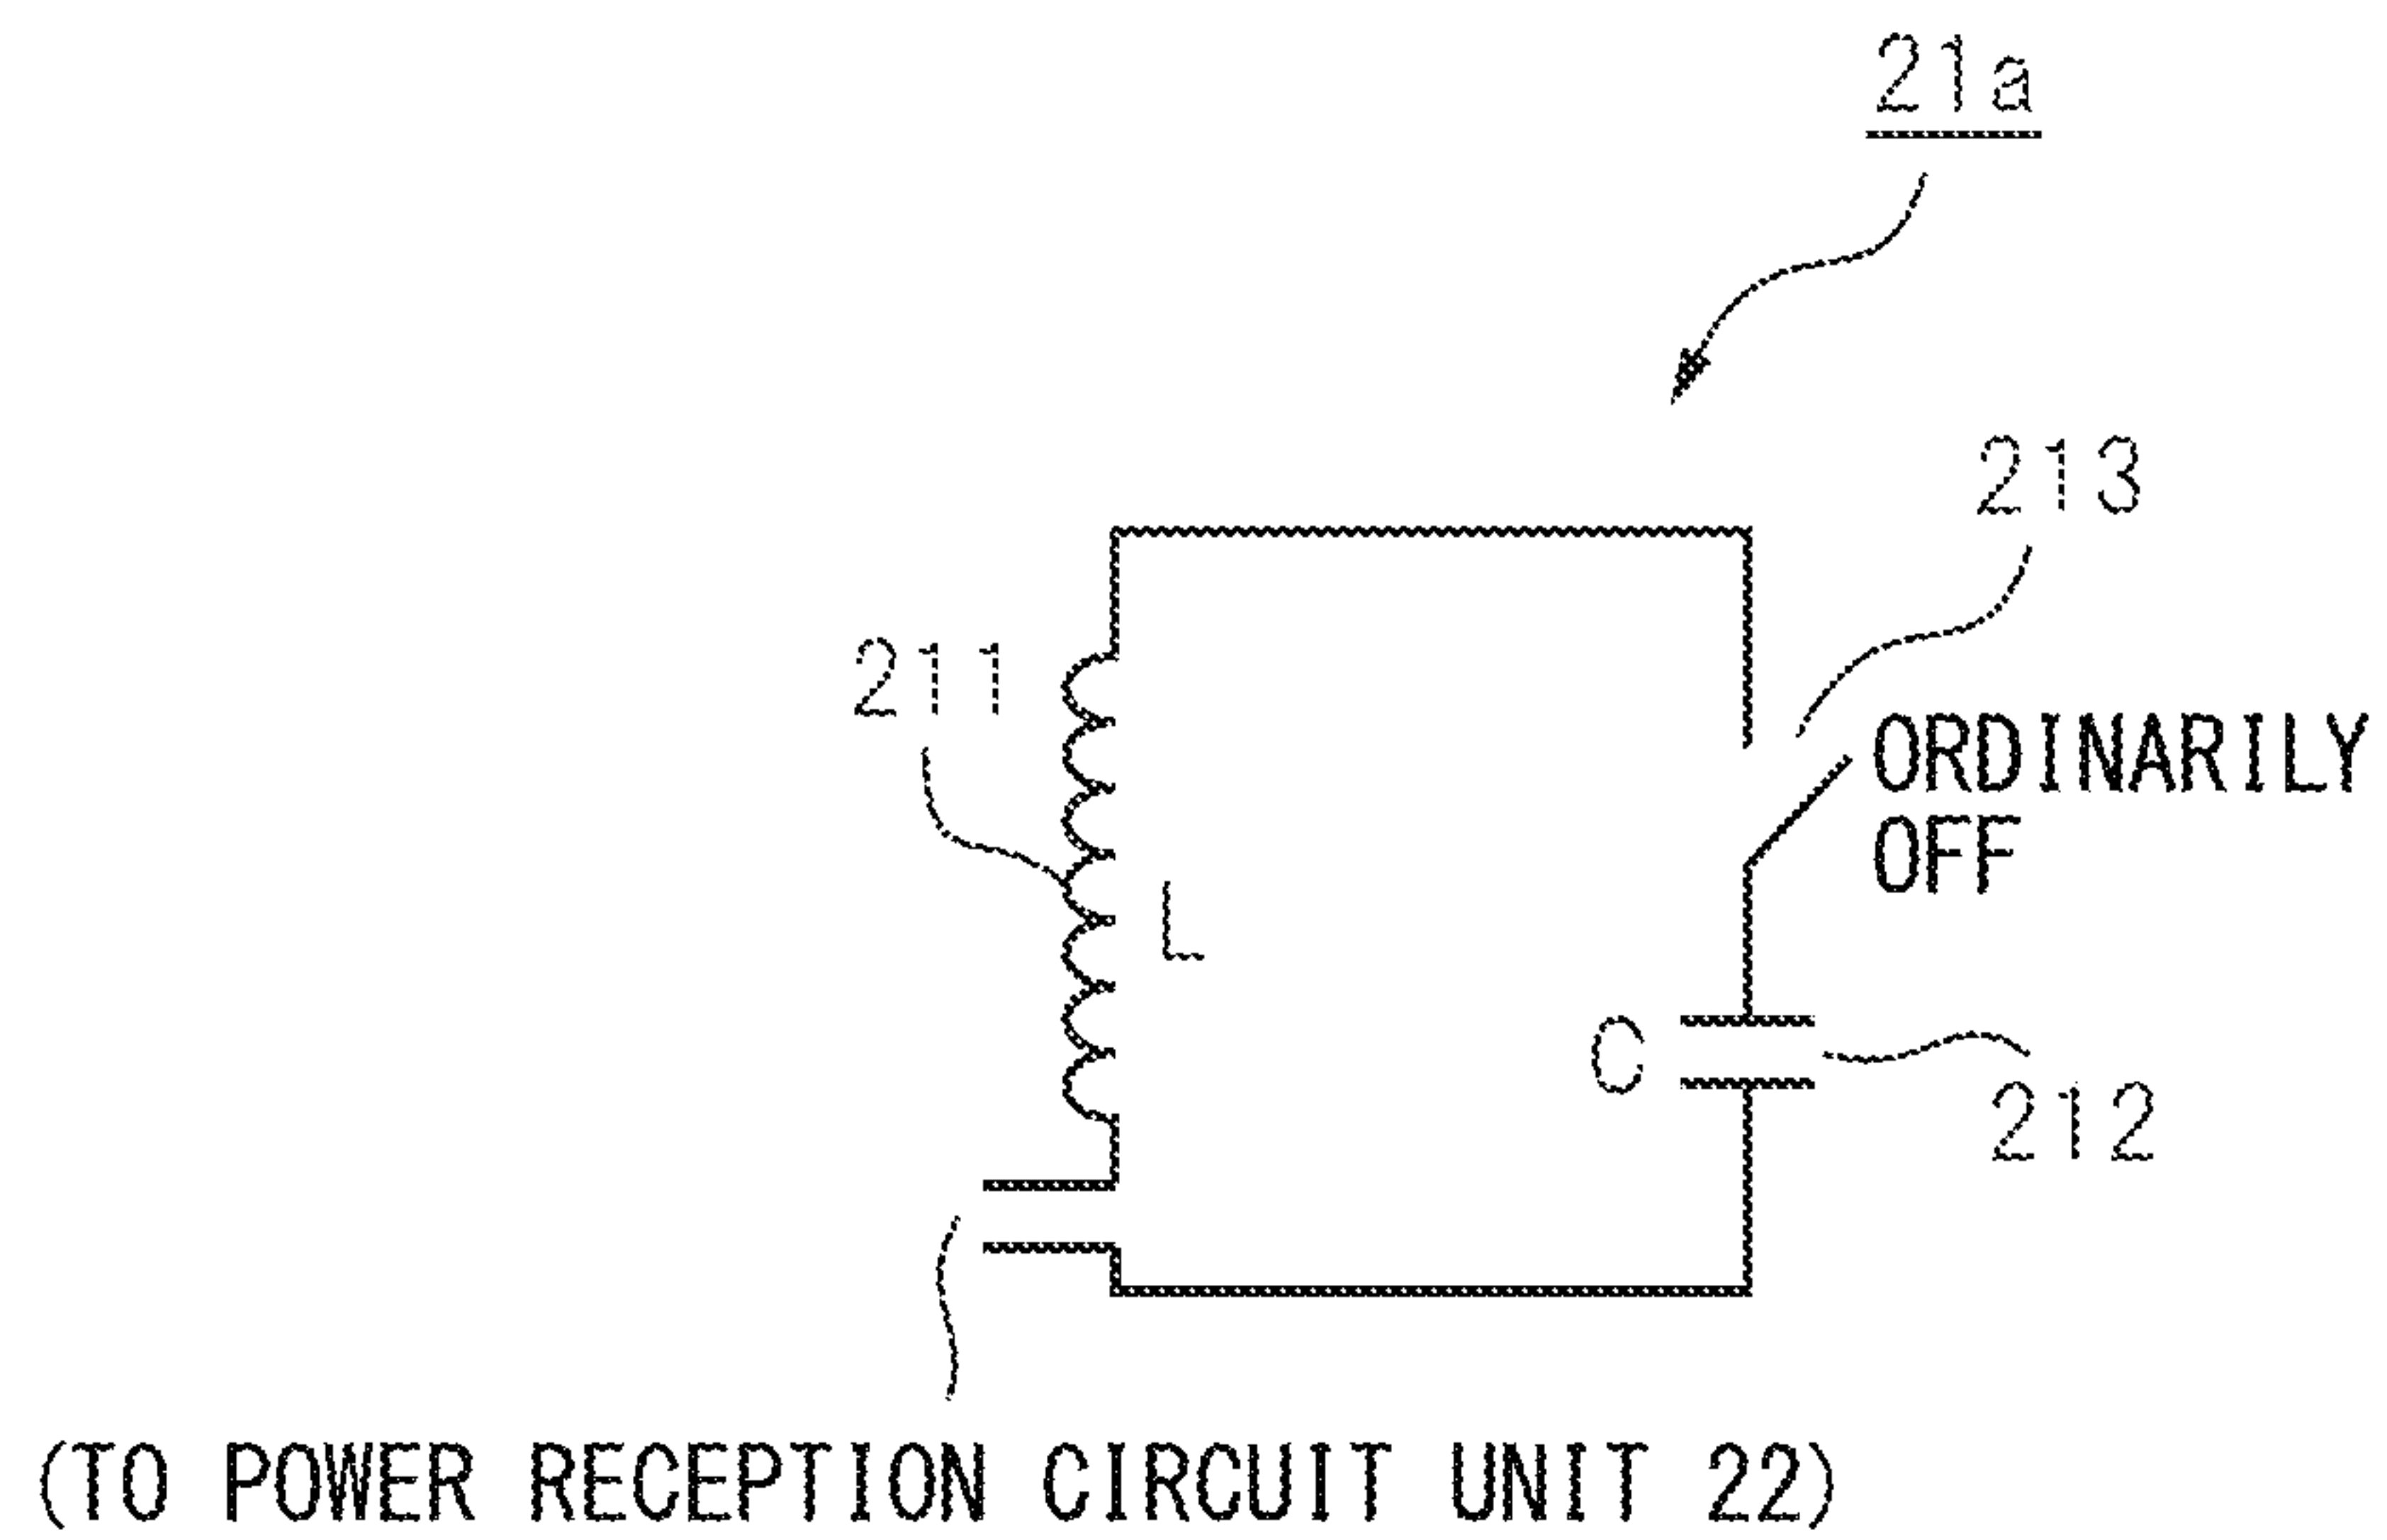 21a
213
211
ORDINARILY
OFF
L
C
212
(TO POWER RECEPTION CIRCUIT UNIT 22)